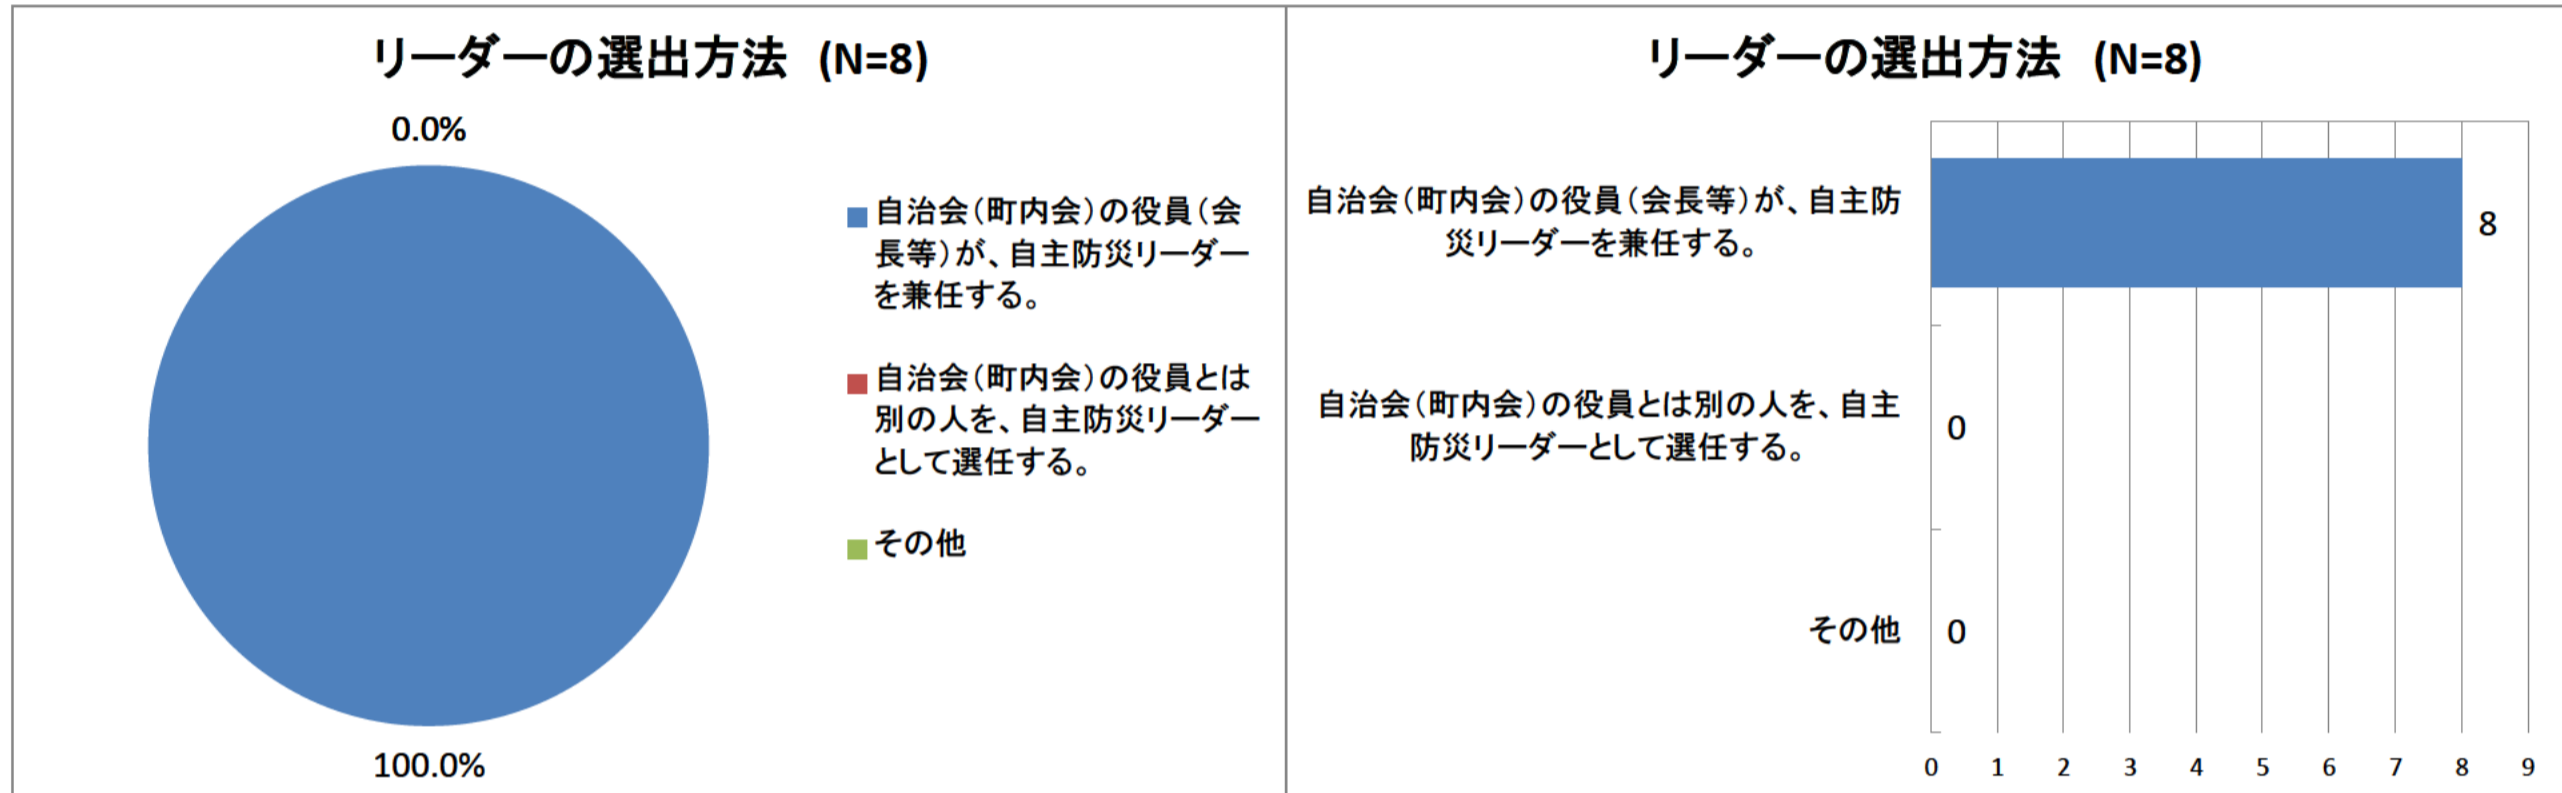 リーダーの選出方法 (N=8)
0.0%
100.0%
自治会(町内会)の役員(会
長等)が、自主防災リーダー
を兼任する。
自治会(町内会)の役員とは
別の人を、自主防災リーダー
として選任する。
その他
リーダーの選出方法 (N=8)
自治会(町内会)の役員(会長等)が、自主防
災リーダーを兼任する。
8
自治会(町内会)の役員とは別の人を、自主
防災リーダーとして選任する。
0
その他
0
0 1 2 3 4 5 6 7 8 9